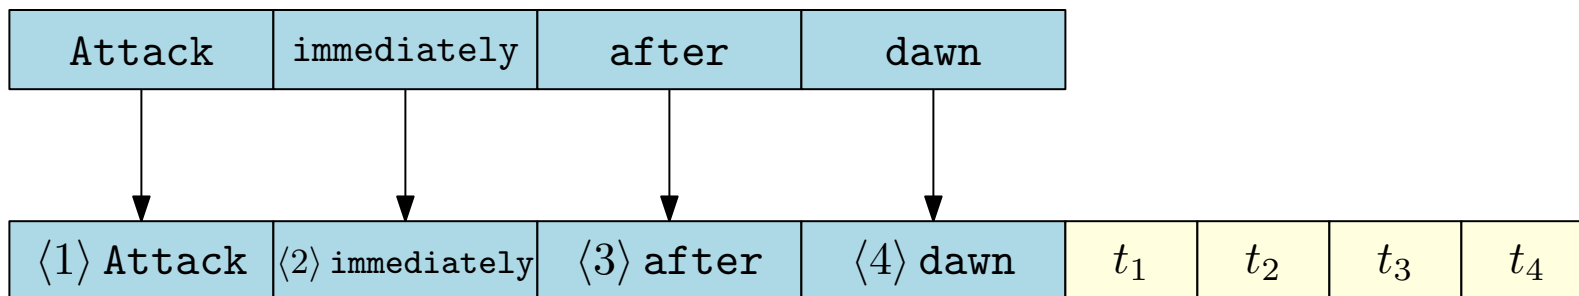 Attack immediately after dawn
⟨1⟩ Attack ⟨2⟩ immediately ⟨3⟩ after ⟨4⟩ dawn t₁ t₂ t₃ t₄